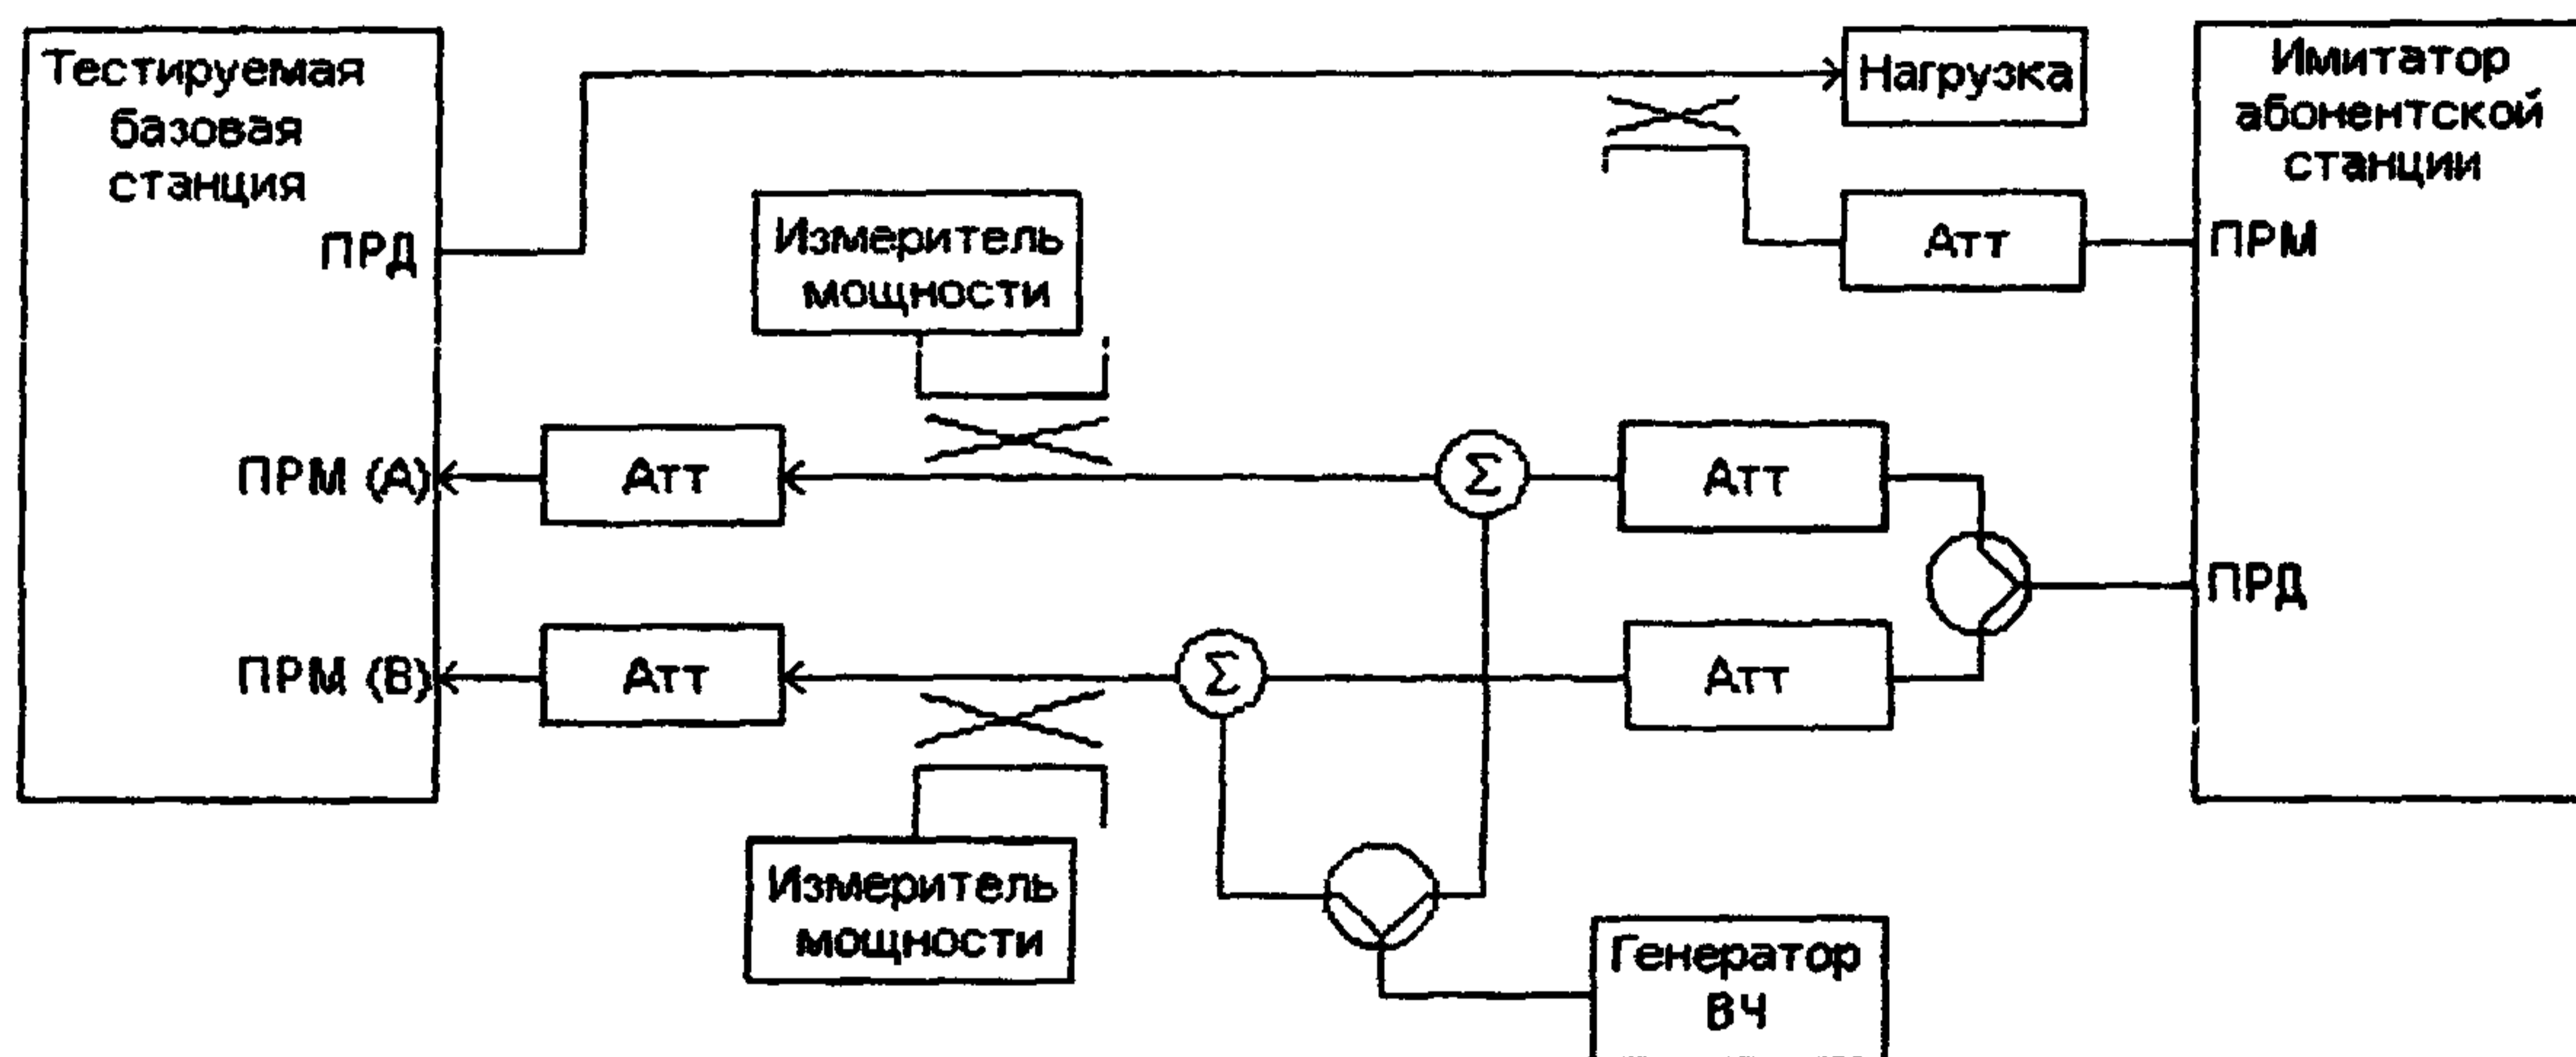 Тестируемая
базовая
станция
ПРД
ПРМ (А)
ПРМ (В)
Измеритель
мощности
Нагрузка
Атт
Имитатор
абонентской
станции
ПРМ
ПРД
Атт
Σ
Атт
Атт
Σ
Атт
Измеритель
мощности
Генератор
ВЧ